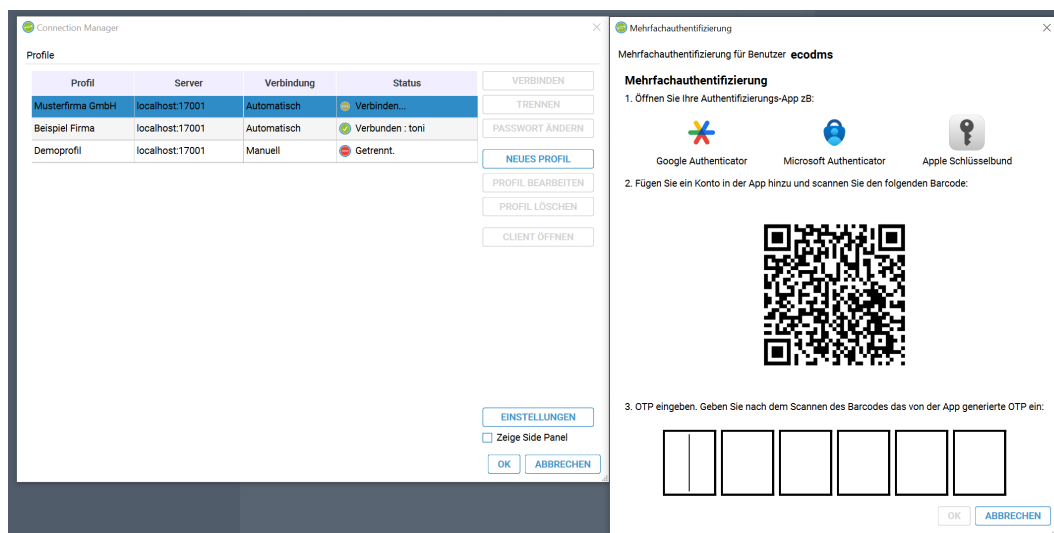 Connection Manager
Profile
Profil Server Verbindung Status
Musterfirma GmbH localhost:17001 Automatisch Verbinden...
Beispiel Firma localhost:17001 Automatisch Verbunden : toni
Demoprofil localhost:17001 Manuell Getrennt.
VERBINDEN
TRENNEN
PASSWORT ÄNDERN
NEUES PROFIL
PROFIL BEARBEITEN
PROFIL LÖSCHEN
CLIENT ÖFFNEN
EINSTELLUNGEN
Zeige Side Panel
OK ABBRECHEN
Mehrfachauthentifizierung
Mehrfachauthentifizierung für Benutzer ecodms
Mehrfachauthentifizierung
1. Öffnen Sie Ihre Authentifizierungs-App zB:
Google Authenticator Microsoft Authenticator Apple Schlüsselbund
2. Fügen Sie ein Konto in der App hinzu und scannen Sie den folgenden Barcode:
3. OTP eingeben. Geben Sie nach dem Scannen des Barcodes das von der App generierte OTP ein:
OK ABBRECHEN